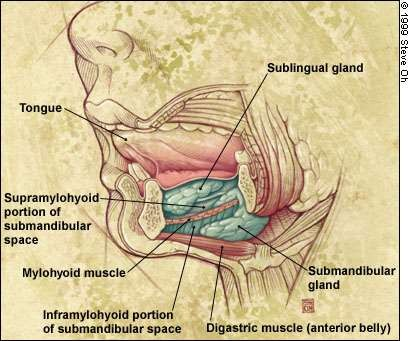 © 1999 Steve Oh
Sublingual gland
Tongue
Supramylohyoid
portion of
submandibular
space
Mylohyoid muscle
Submandibular
gland
Inframylohyoid portion
of submandibular space
Digastric muscle (anterior belly)